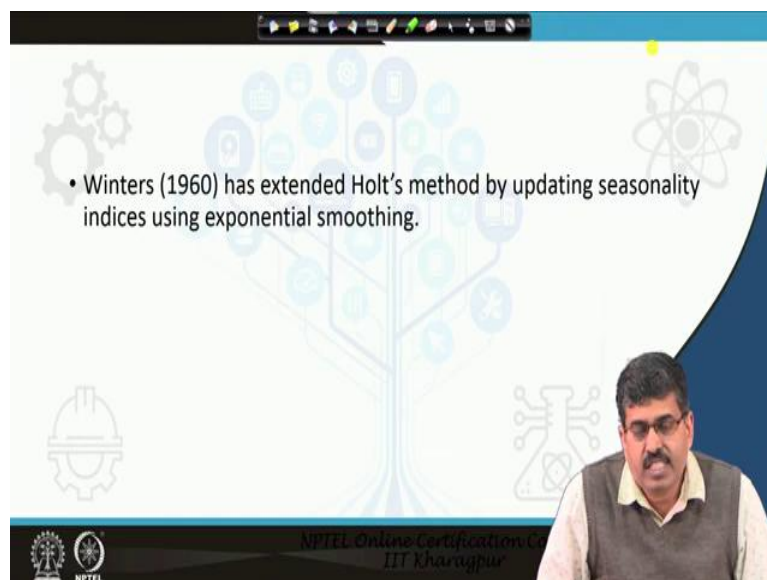 • Winters (1960) has extended Holt's method by updating seasonality
indices using exponential smoothing.
NPTEL Online Certification Co
IIT Kharagpur
NPTEL